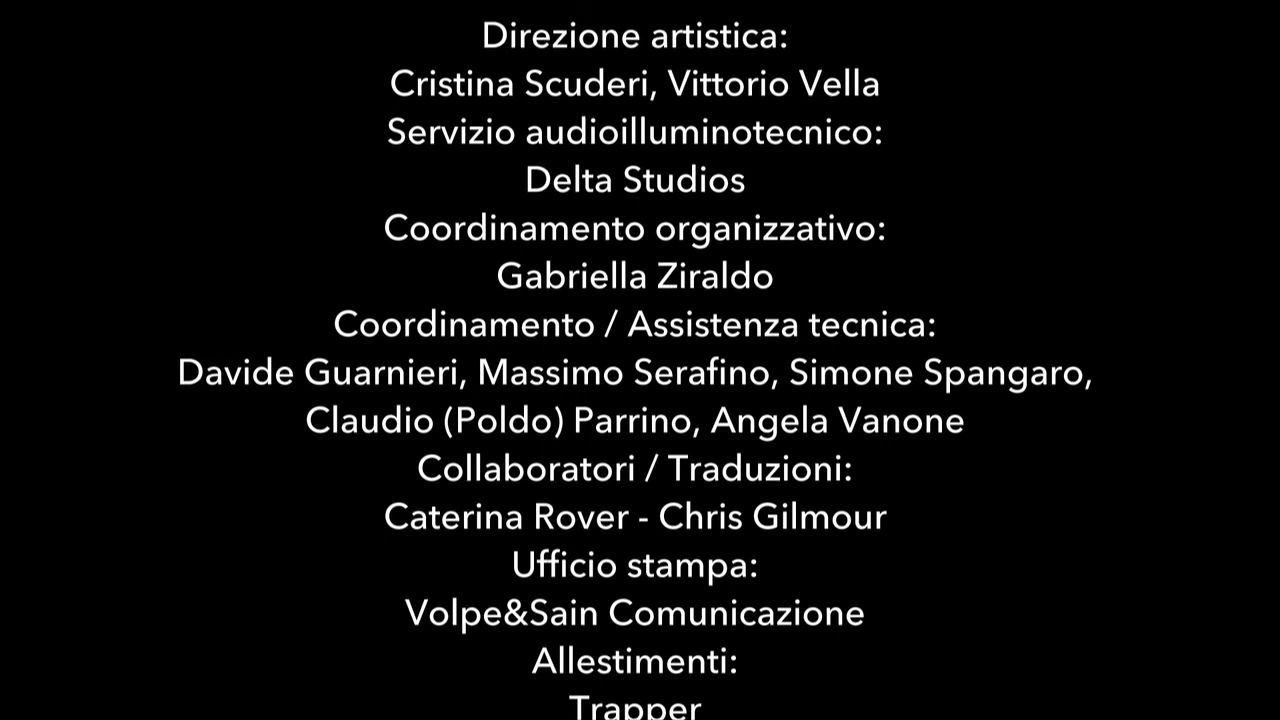 Direzione artistica:
Cristina Scuderi, Vittorio Vella
Servizio audioilluminotecnico:
Delta Studios
Coordinamento organizzativo:
Gabriella Ziraldo
Coordinamento / Assistenza tecnica:
Davide Guarnieri, Massimo Serafino, Simone Spangaro,
Claudio (Poldo) Parrino, Angela Vanone
Collaboratori / Traduzioni:
Caterina Rover - Chris Gilmour
Ufficio stampa:
Volpe&Sain Comunicazione
Allestimenti:
Trapper